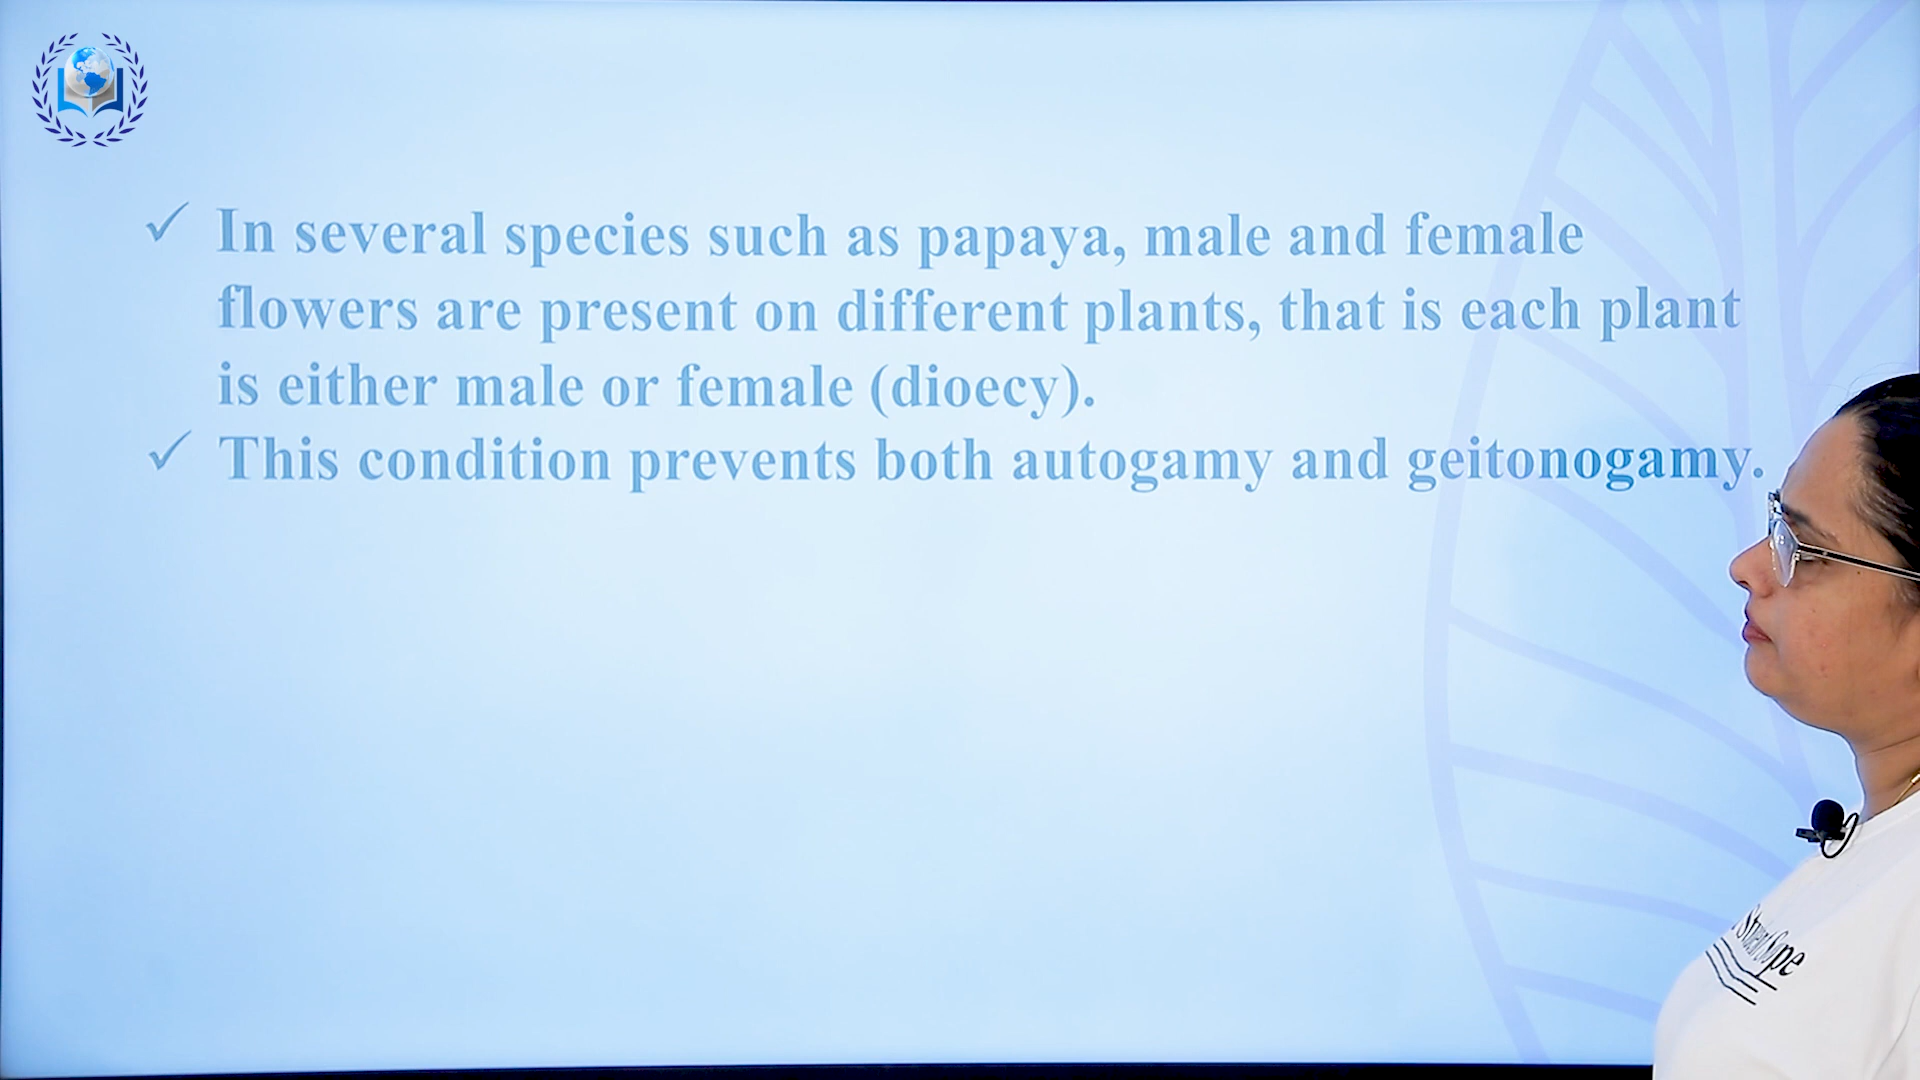 ✓ In several species such as papaya, male and female
flowers are present on different plants, that is each plant
is either male or female (dioecy).
✓ This condition prevents both autogamy and geitonogamy.